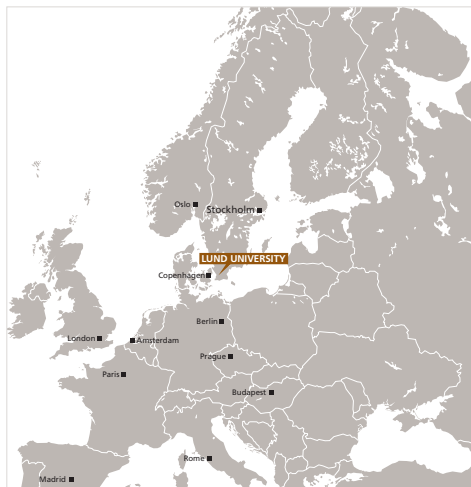 Oslo
Stockholm
LUND UNIVERSITY
Copenhagen
Berlin
London
Amsterdam
Prague
Paris
Budapest
Rome
Madrid